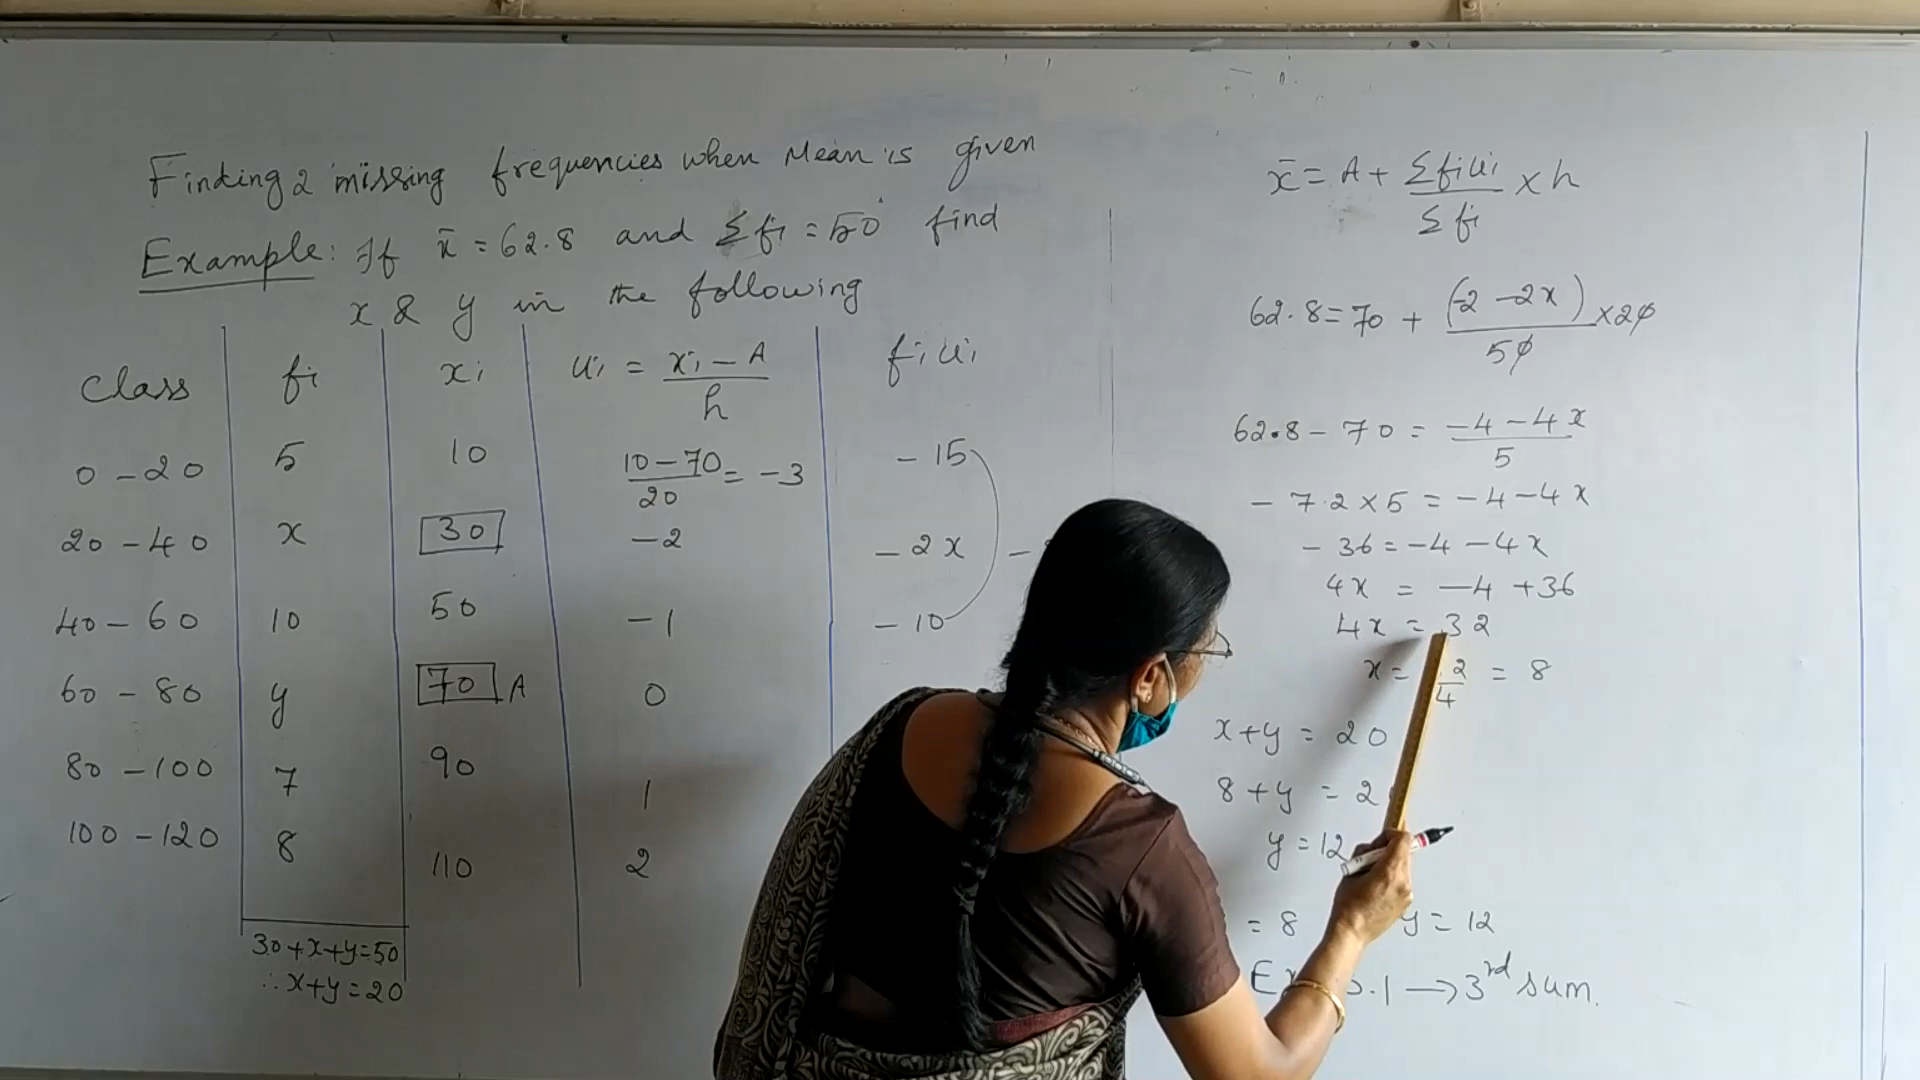 Finding 2 missing frequencies when Mean is given
Example: If x̄ = 62.8 and Σfi = 50 find
x & y in the following
Class fi xi ui = (xi - A)/h fiui
0 - 20 5 10 (10 - 70)/20 = -3 -15
20 - 40 x 30 -2 -2x
40 - 60 10 50 -1 -10
60 - 80 y 70 A 0
80 - 100 7 90 1
100 - 120 8 110 2
30 + x + y = 50
∴ x + y = 20
x̄ = A + Σfiui/Σfi × h
62.8 = 70 + (-2 - 2x)/50 × 20
62.8 - 70 = (-4 - 4x)/5
- 7.2 × 5 = -4 - 4x
- 36 = -4 - 4x
4x = -4 + 36
4x = 32
x = 2/4 = 8
x + y = 20
8 + y = 2
y = 12
= 8 y = 12
.1 → 3rd sum.